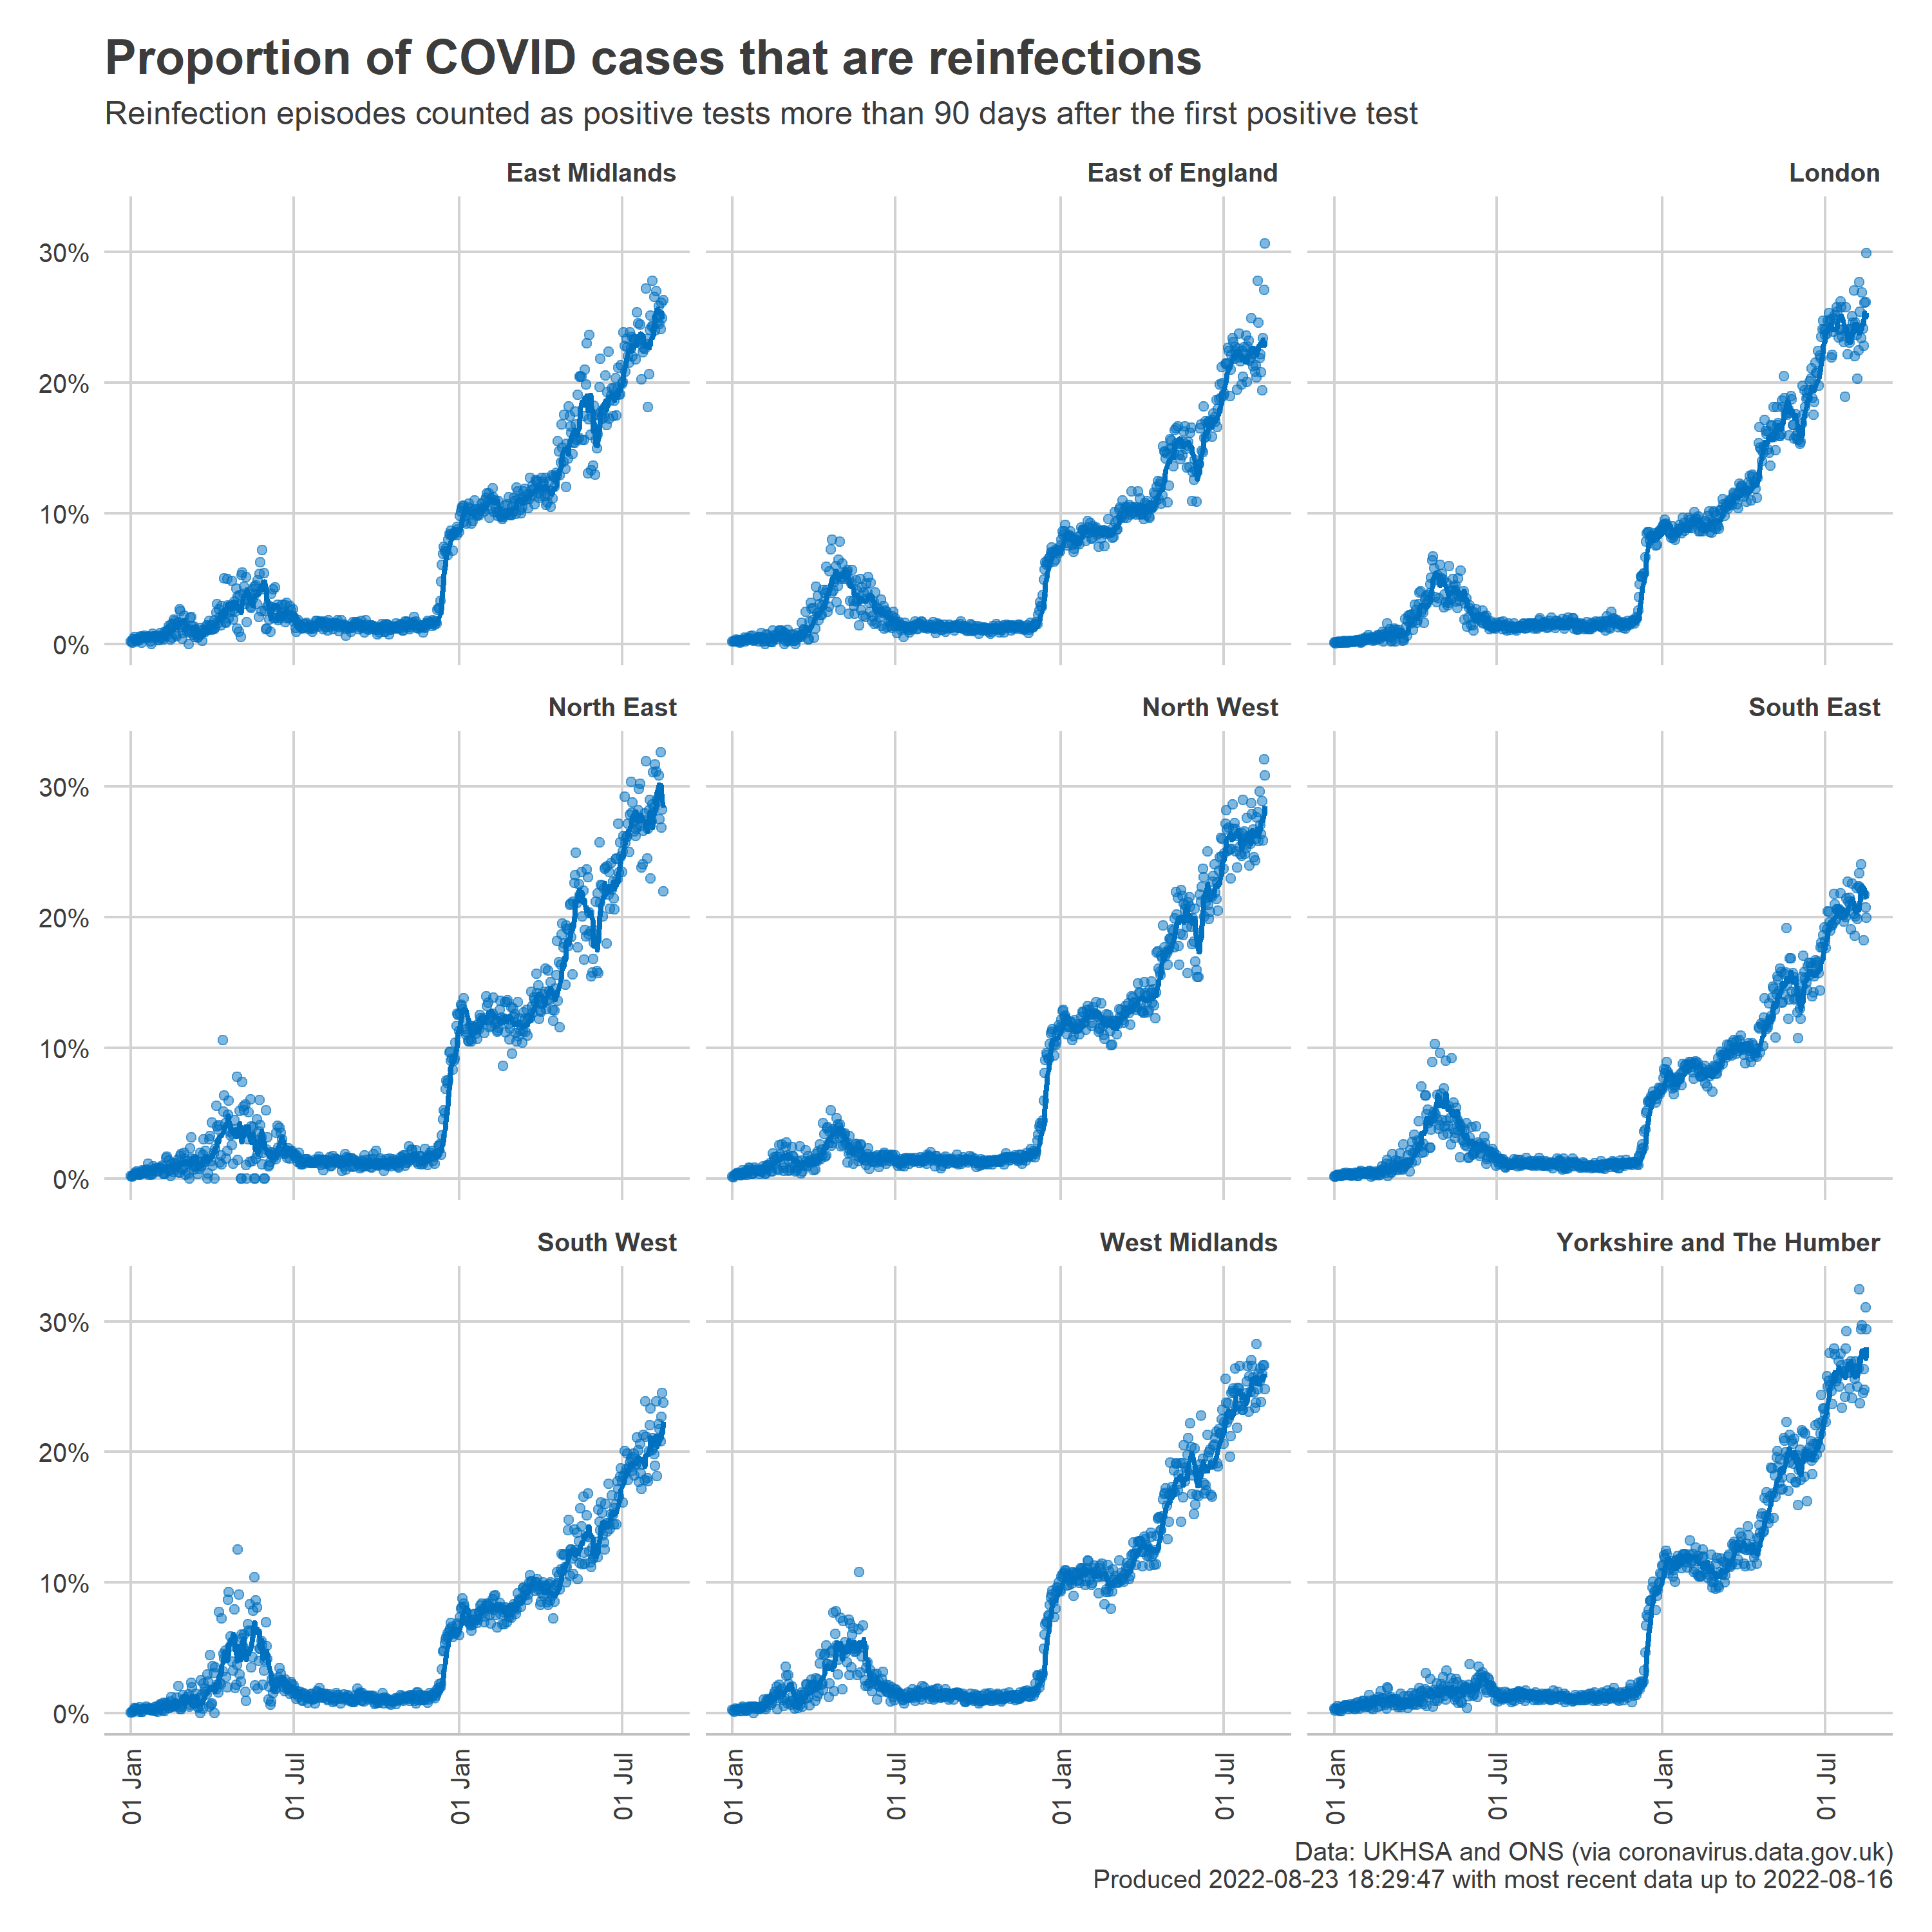 Proportion of COVID cases that are reinfections
Reinfection episodes counted as positive tests more than 90 days after the first positive test
East Midlands
East of England
London
30%
20%
10%
0%
North East
North West
South East
30%
20%
10%
0%
South West
West Midlands
Yorkshire and The Humber
30%
20%
10%
0%
01 Jan
01 Jul
01 Jan
01 Jul
01 Jan
01 Jul
01 Jan
01 Jul
01 Jan
01 Jul
01 Jan
01 Jul
Data: UKHSA and ONS (via coronavirus.data.gov.uk)
Produced 2022-08-23 18:29:47 with most recent data up to 2022-08-16